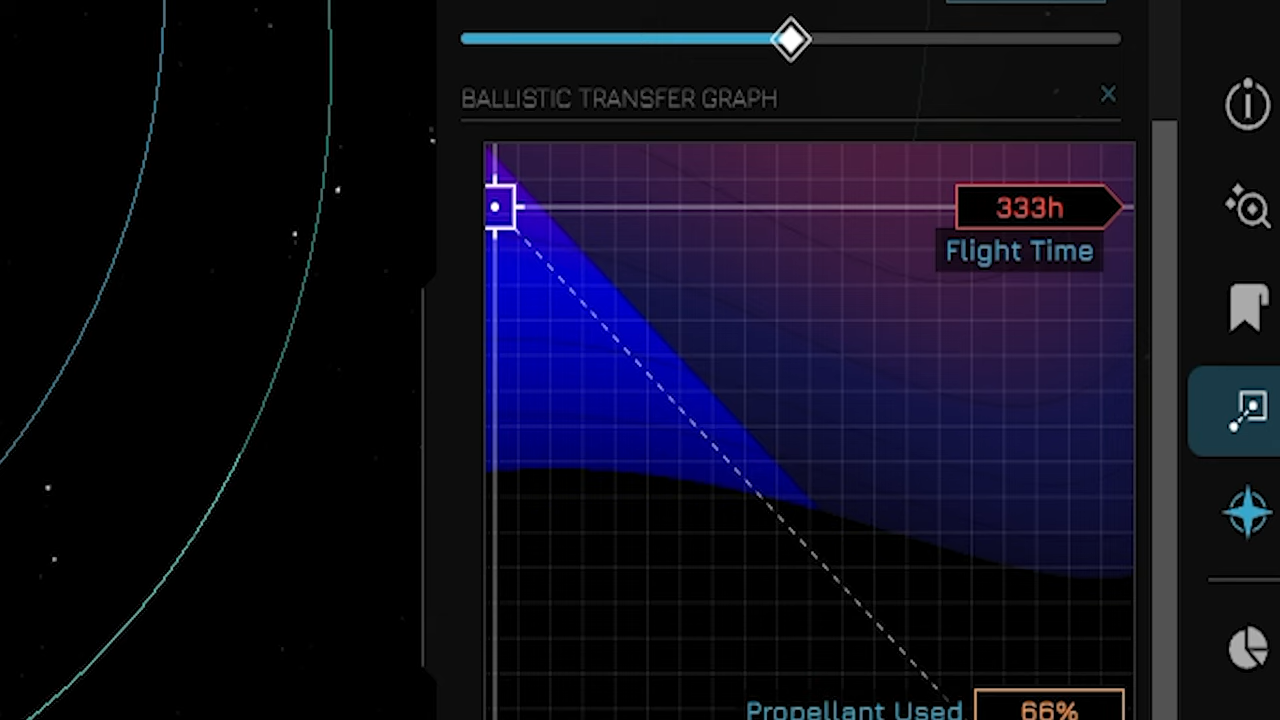 BALLISTIC TRANSFER GRAPH
333h
Flight Time
Propellant Used
66%